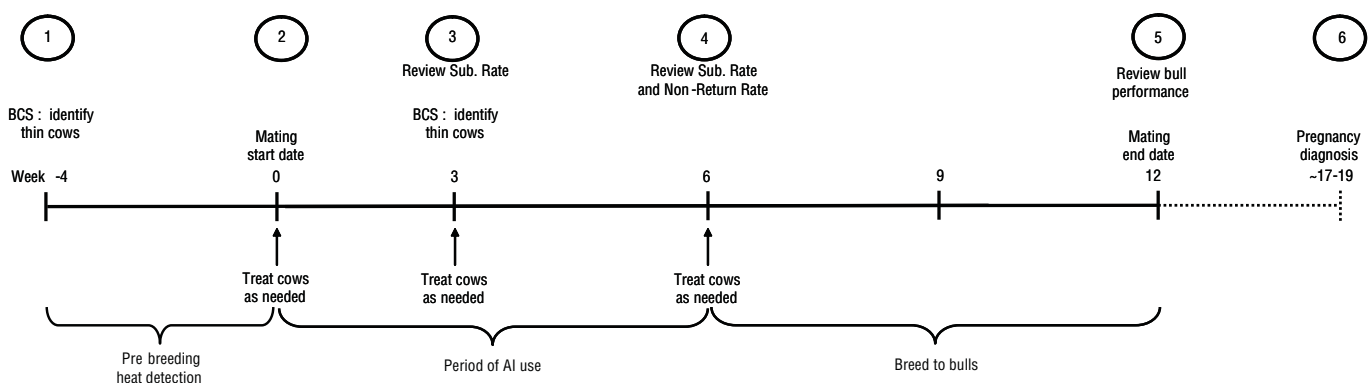 1
2
3
4
5
6
Review Sub. Rate
Review Sub. Rate
and Non-Return Rate
Review bull
performance
BCS : identify
thin cows
BCS : identify
thin cows
Mating
start date
Mating
end date
Pregnancy
diagnosis
Week -4
0
3
6
9
12
~17-19
Treat cows
as needed
Treat cows
as needed
Treat cows
as needed
Pre breeding
heat detection
Period of AI use
Breed to bulls